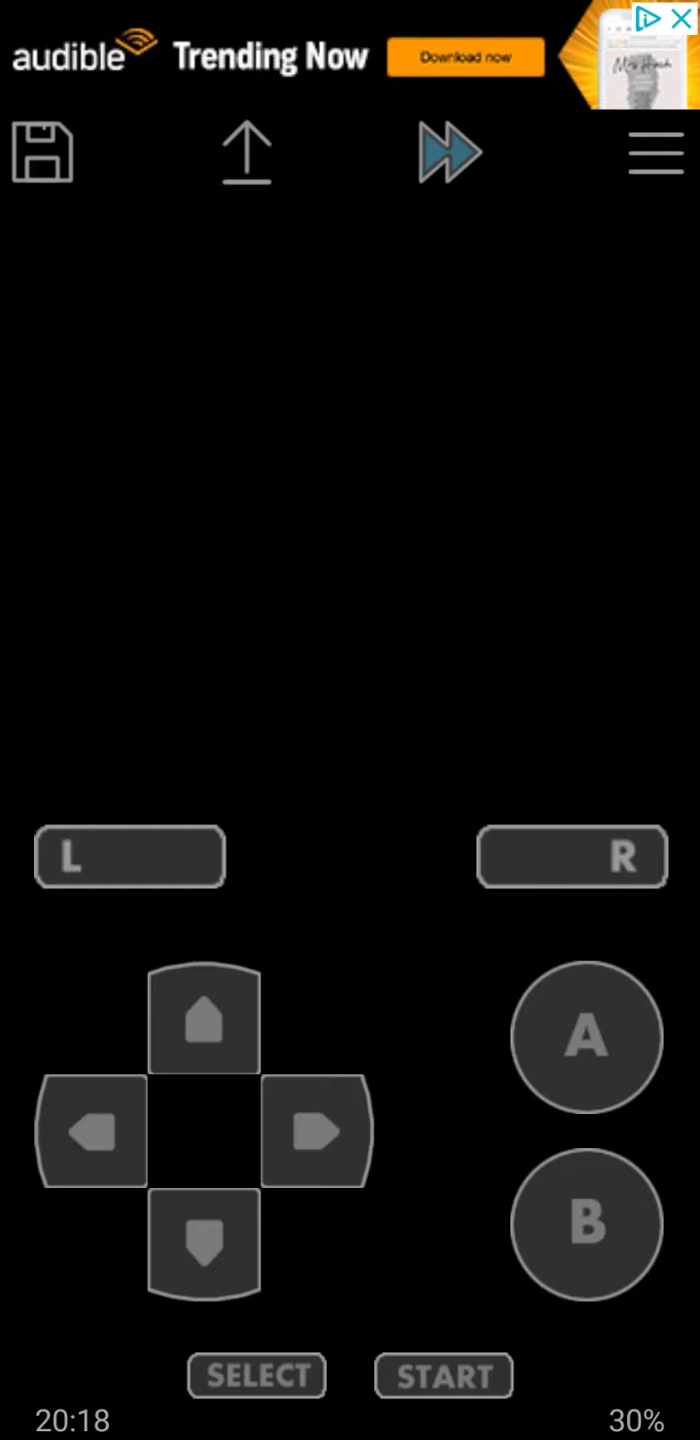 audible Trending Now Download now
L R
A
B
SELECT START
20:18 30%